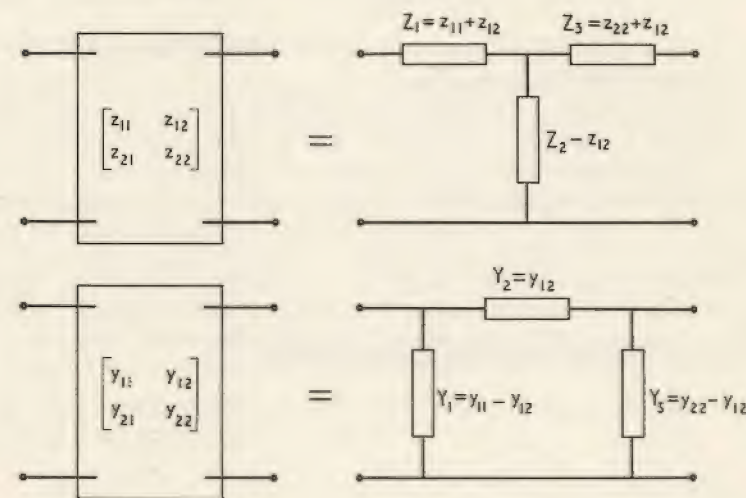 Z₁=z₁₁+z₁₂
Z₃=z₂₂+z₁₂
z₁₁ z₁₂
z₂₁ z₂₂
=
Z₂-z₁₂
Y₂=y₁₂
y₁₁ y₁₂
y₂₁ y₂₂
=
Y₁=y₁₁-y₁₂
Y₃=y₂₂-y₁₂